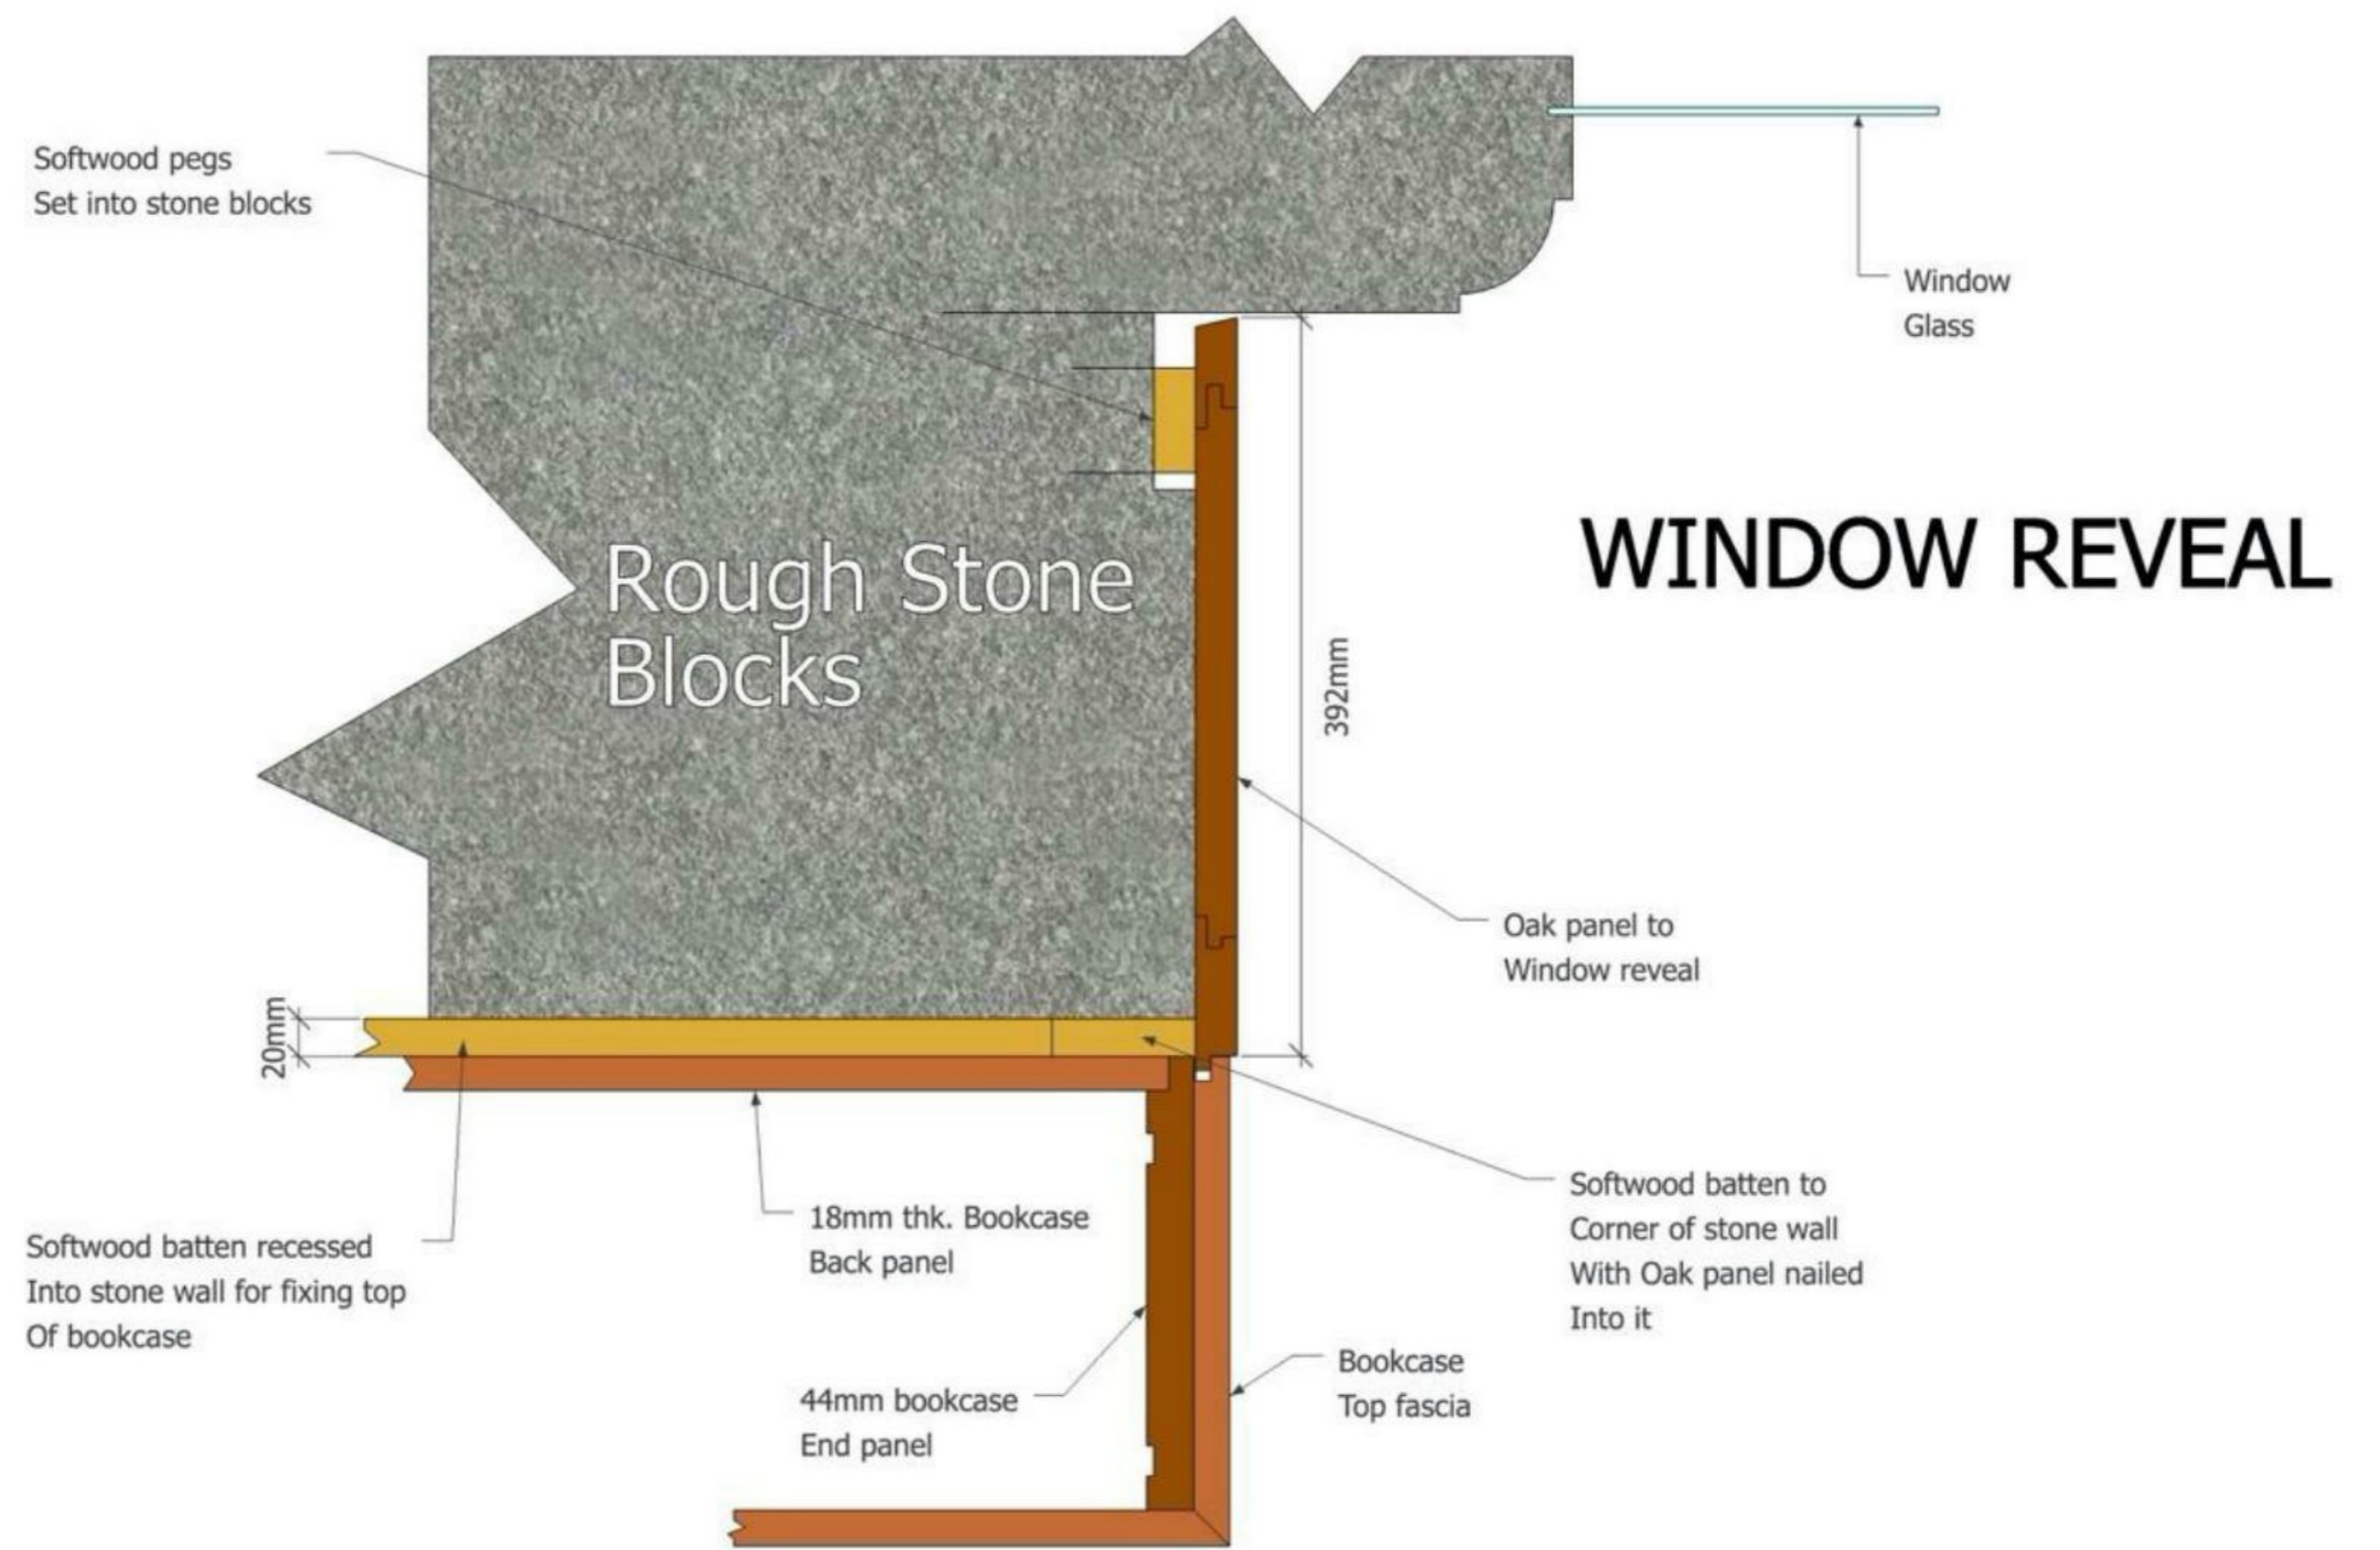 Softwood pegs
Set into stone blocks
Window
Glass
WINDOW REVEAL
Rough Stone
Blocks
392mm
Oak panel to
Window reveal
20mm
Softwood batten to
Corner of stone wall
With Oak panel nailed
Into it
18mm thk. Bookcase
Back panel
Softwood batten recessed
Into stone wall for fixing top
Of bookcase
Bookcase
Top fascia
44mm bookcase
End panel